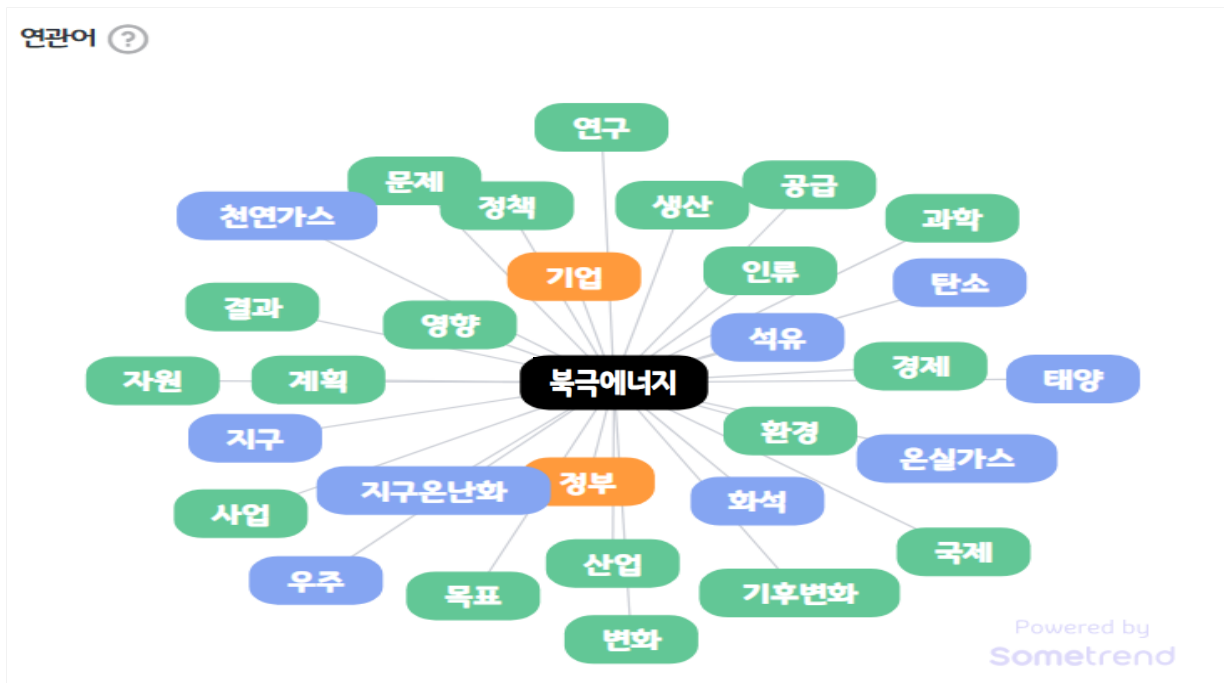 연관어 ?
연구
문제
정책
생산
공급
천연가스
과학
기업
인류
탄소
결과
영향
석유
자원
계획
북극에너지
경제
태양
지구
환경
온실가스
지구온난화
정부
화석
사업
우주
산업
국제
목표
기후변화
변화
Powered by
Sometrend